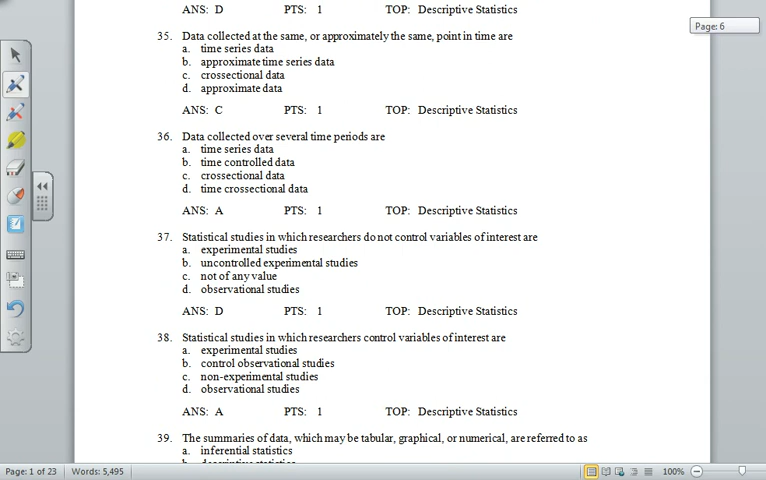 ANS: D PTS: 1 TOP: Descriptive Statistics
Page: 6
35. Data collected at the same, or approximately the same, point in time are
a. time series data
b. approximate time series data
c. crossectional data
d. approximate data
ANS: C PTS: 1 TOP: Descriptive Statistics
36. Data collected over several time periods are
a. time series data
b. time controlled data
c. crossectional data
d. time crossectional data
ANS: A PTS: 1 TOP: Descriptive Statistics
37. Statistical studies in which researchers do not control variables of interest are
a. experimental studies
b. uncontrolled experimental studies
c. not of any value
d. observational studies
ANS: D PTS: 1 TOP: Descriptive Statistics
38. Statistical studies in which researchers control variables of interest are
a. experimental studies
b. control observational studies
c. non-experimental studies
d. observational studies
ANS: A PTS: 1 TOP: Descriptive Statistics
39. The summaries of data, which may be tabular, graphical, or numerical, are referred to as
a. inferential statistics
b. descriptive statistics
Page: 1 of 23 Words: 5,495 100%